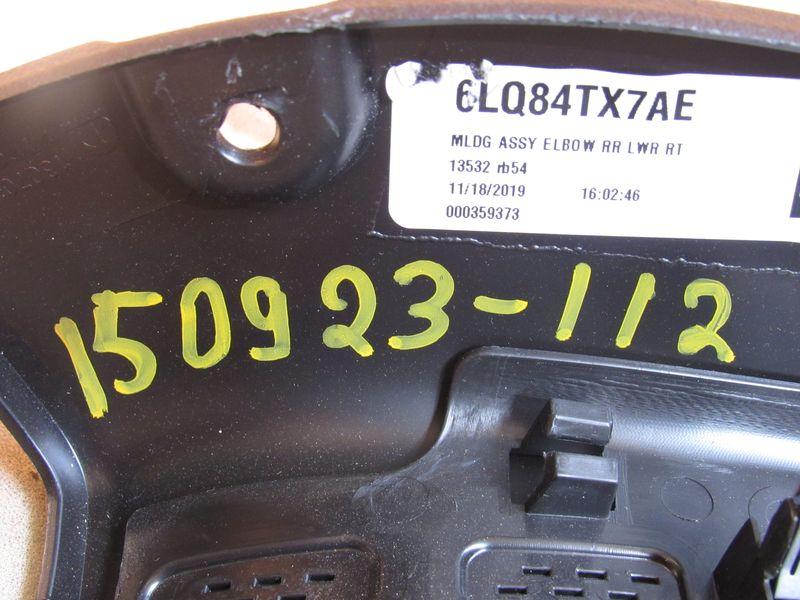 6LQ84TX7AE
MLDG ASSY ELBOW RR LWR RT
13532 rb54
11/18/2019 16:02:46
000359373
150923-112